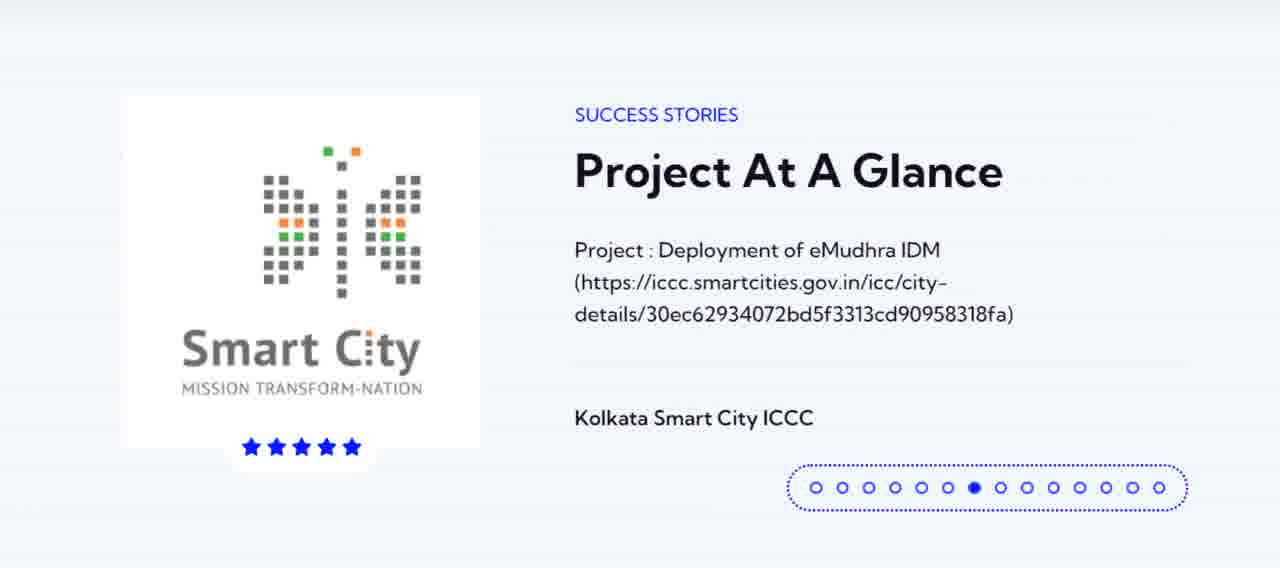 SUCCESS STORIES
Project At A Glance
Project : Deployment of eMudhra IDM
(https://iccc.smartcities.gov.in/icc/city-
details/30ec62934072bd5f3313cd90958318fa)
Kolkata Smart City ICCC
Smart City
MISSION TRANSFORM-NATION